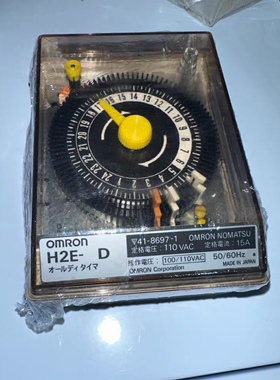 OMRON
H2E- D
オールディタイマ
▽41-8697-1 OMRON NOMATSU
定格電圧: 110 VAC 定格電流: 15A
操作電圧: 100/110VAC 50/60Hz
OMRON Corporation MADE IN JAPAN